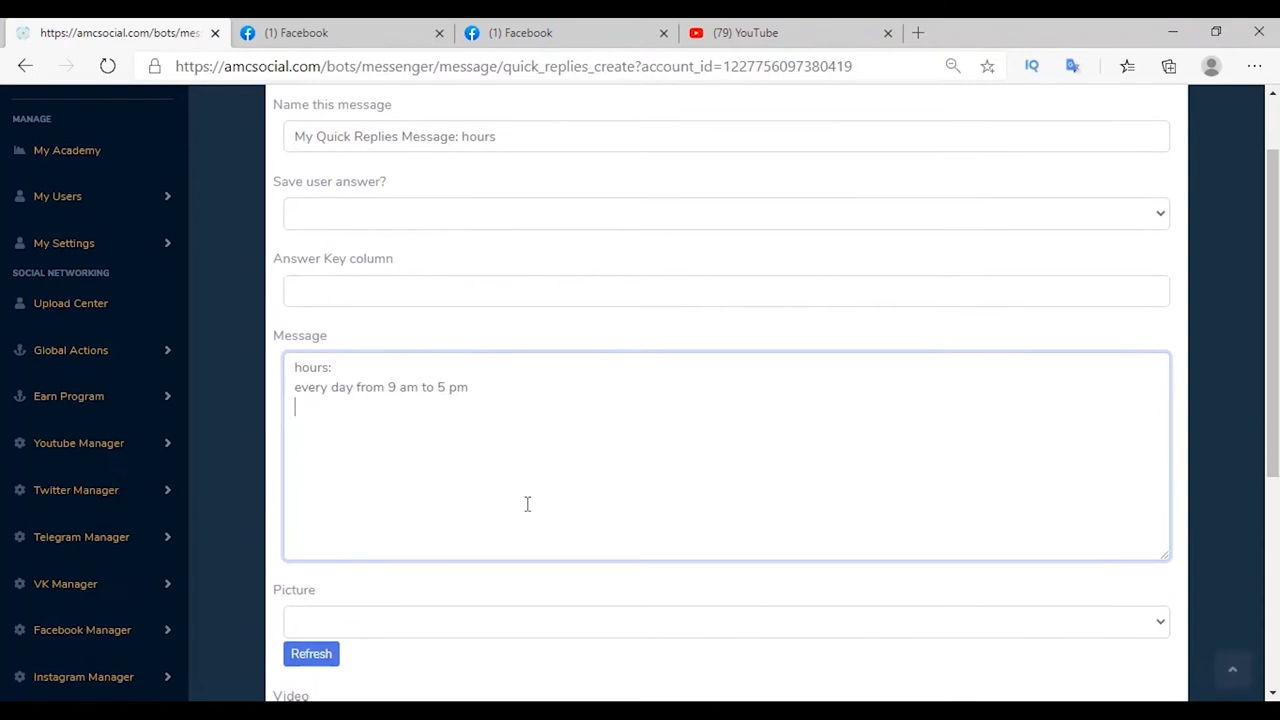 https://amcsocial.com/bots/mes
(1) Facebook
(1) Facebook
(79) YouTube
https://amcsocial.com/bots/messenger/message/quick_replies_create?account_id=1227756097380419
IQ
MANAGE
My Academy
My Users
My Settings
SOCIAL NETWORKING
Upload Center
Global Actions
Earn Program
Youtube Manager
Twitter Manager
Telegram Manager
VK Manager
Facebook Manager
Instagram Manager
Name this message
My Quick Replies Message: hours
Save user answer?
Answer Key column
Message
hours:
every day from 9 am to 5 pm
Picture
Refresh
Video